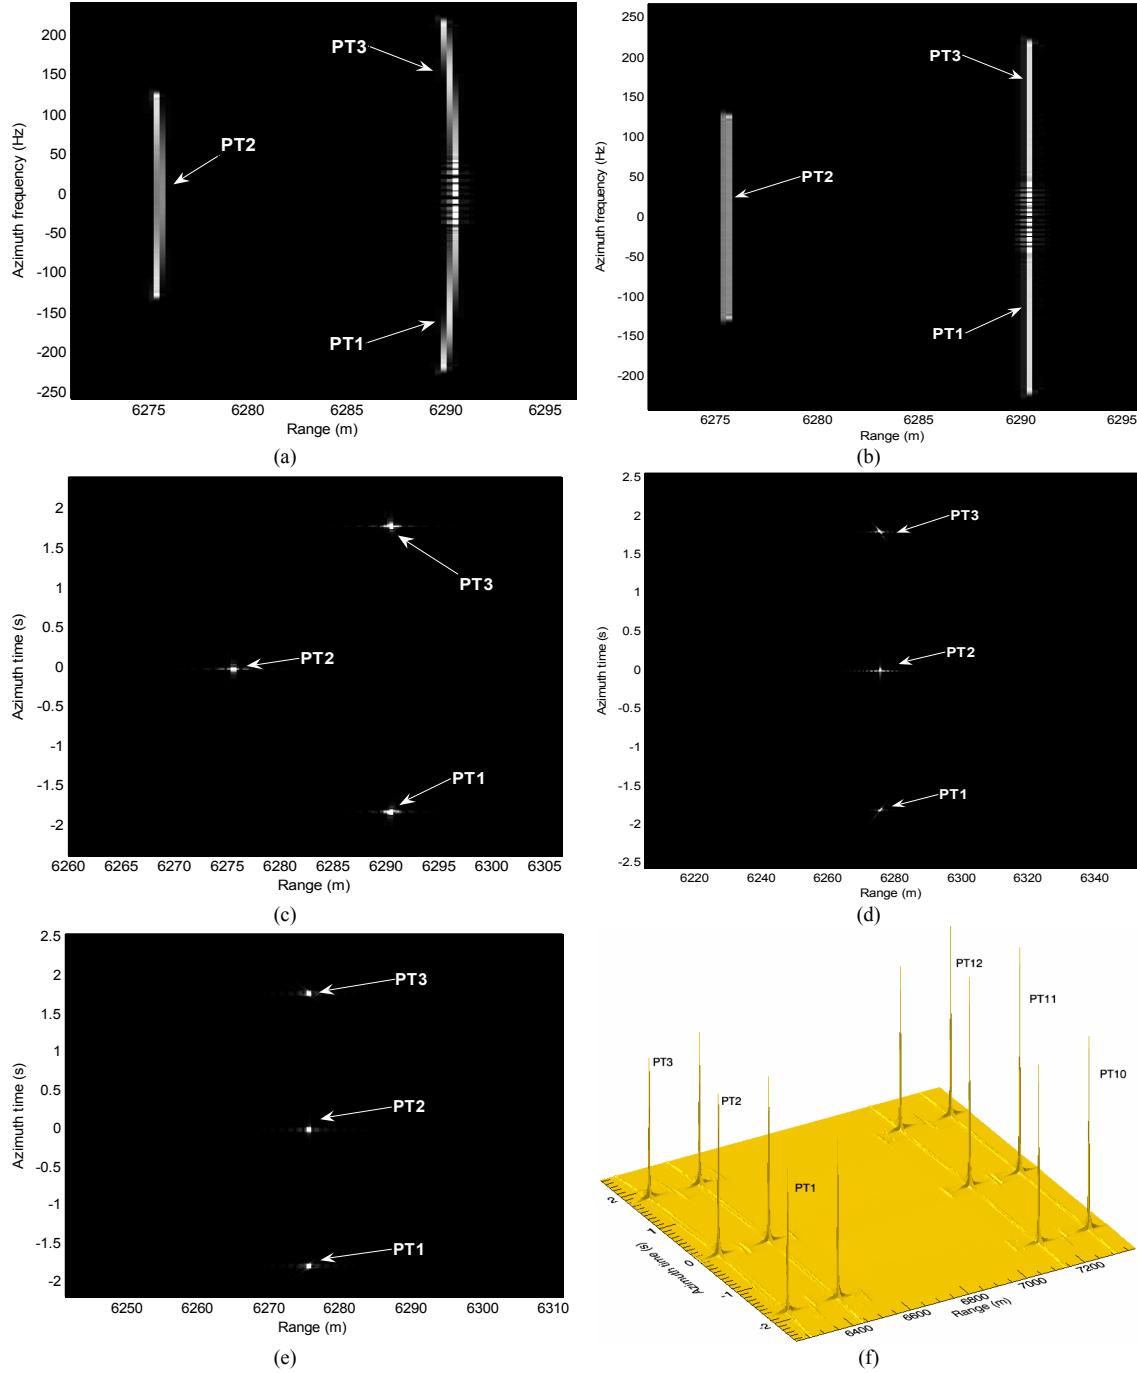 200
150
100
50
0
-50
-100
-150
-200
-250
Azimuth frequency (Hz)
PT3
PT2
PT1
6275 6280 6285 6290 6295
Range (m)
(a)
250
200
150
100
50
0
-50
-100
-150
-200
Azimuth frequency (Hz)
PT3
PT2
PT1
6275 6280 6285 6290 6295
Range (m)
(b)
2
1.5
1
0.5
0
-0.5
-1
-1.5
-2
Azimuth time (s)
PT3
PT2
PT1
6260 6265 6270 6275 6280 6285 6290 6295 6300 6305
Range (m)
(c)
2.5
2
1.5
1
0.5
0
-0.5
-1
-1.5
-2
-2.5
Azimuth time (s)
PT3
PT2
PT1
6220 6240 6260 6280 6300 6320 6340
Range (m)
(d)
2.5
2
1.5
1
0.5
0
-0.5
-1
-1.5
-2
Azimuth time (s)
PT3
PT2
PT1
6250 6260 6270 6280 6290 6300 6310
Range (m)
(e)
PT12
PT11
PT3
PT10
PT2
PT1
2
1
0
-1
-2
Azimuth time (s)
6400 6600 6800 7000 7200
Range (m)
(f)